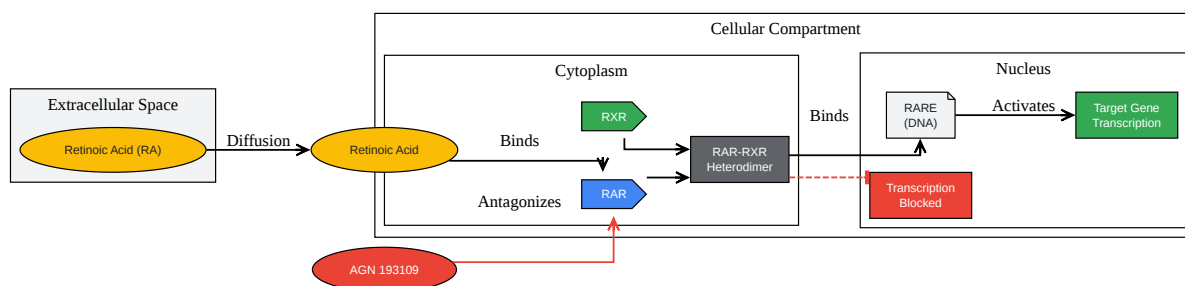 Cellular Compartment
Extracellular Space
Retinoic Acid (RA)
Diffusion
Retinoic Acid
Cytoplasm
Binds
RXR
RAR
Antagonizes
RAR-RXR
Heterodimer
Binds
Nucleus
RARE
(DNA)
Activates
Target Gene
Transcription
Transcription
Blocked
AGN 193109